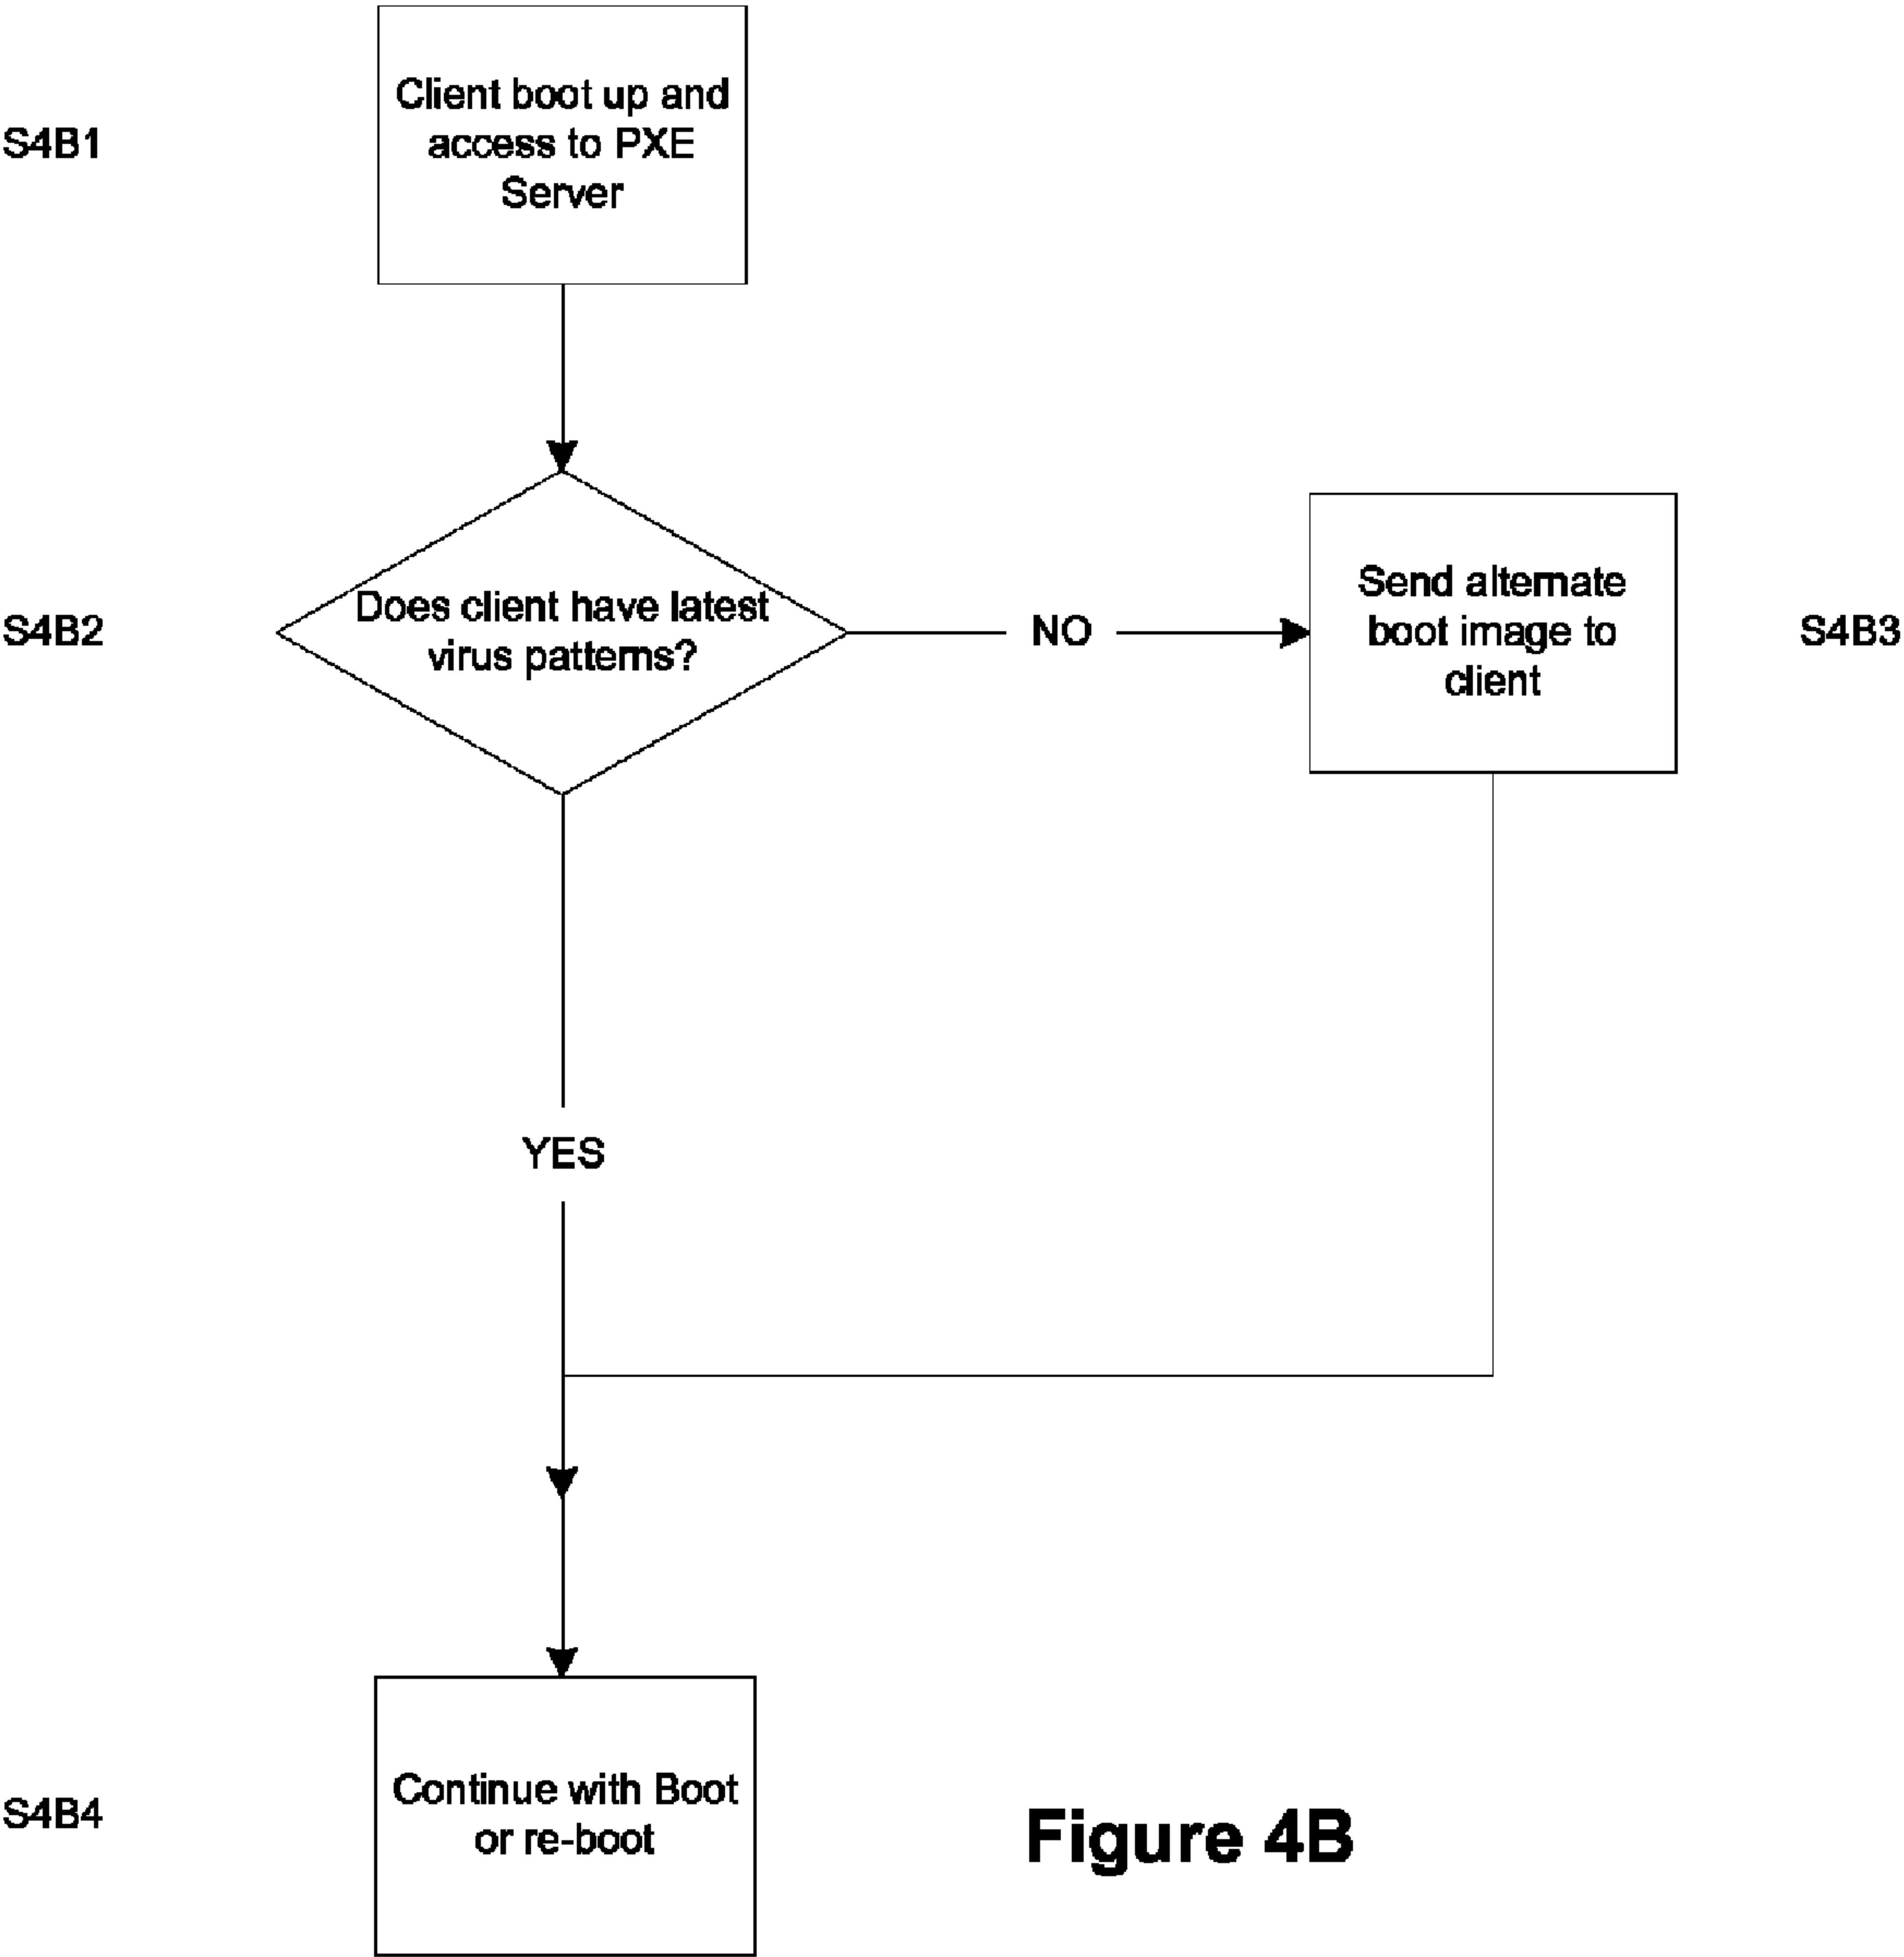 Client boot up and
access to PXE
Server
S4B1
Does client have latest
virus patterns?
S4B2
NO
Send alternate
boot image to
client
S4B3
YES
Continue with Boot
or re-boot
S4B4
Figure 4B